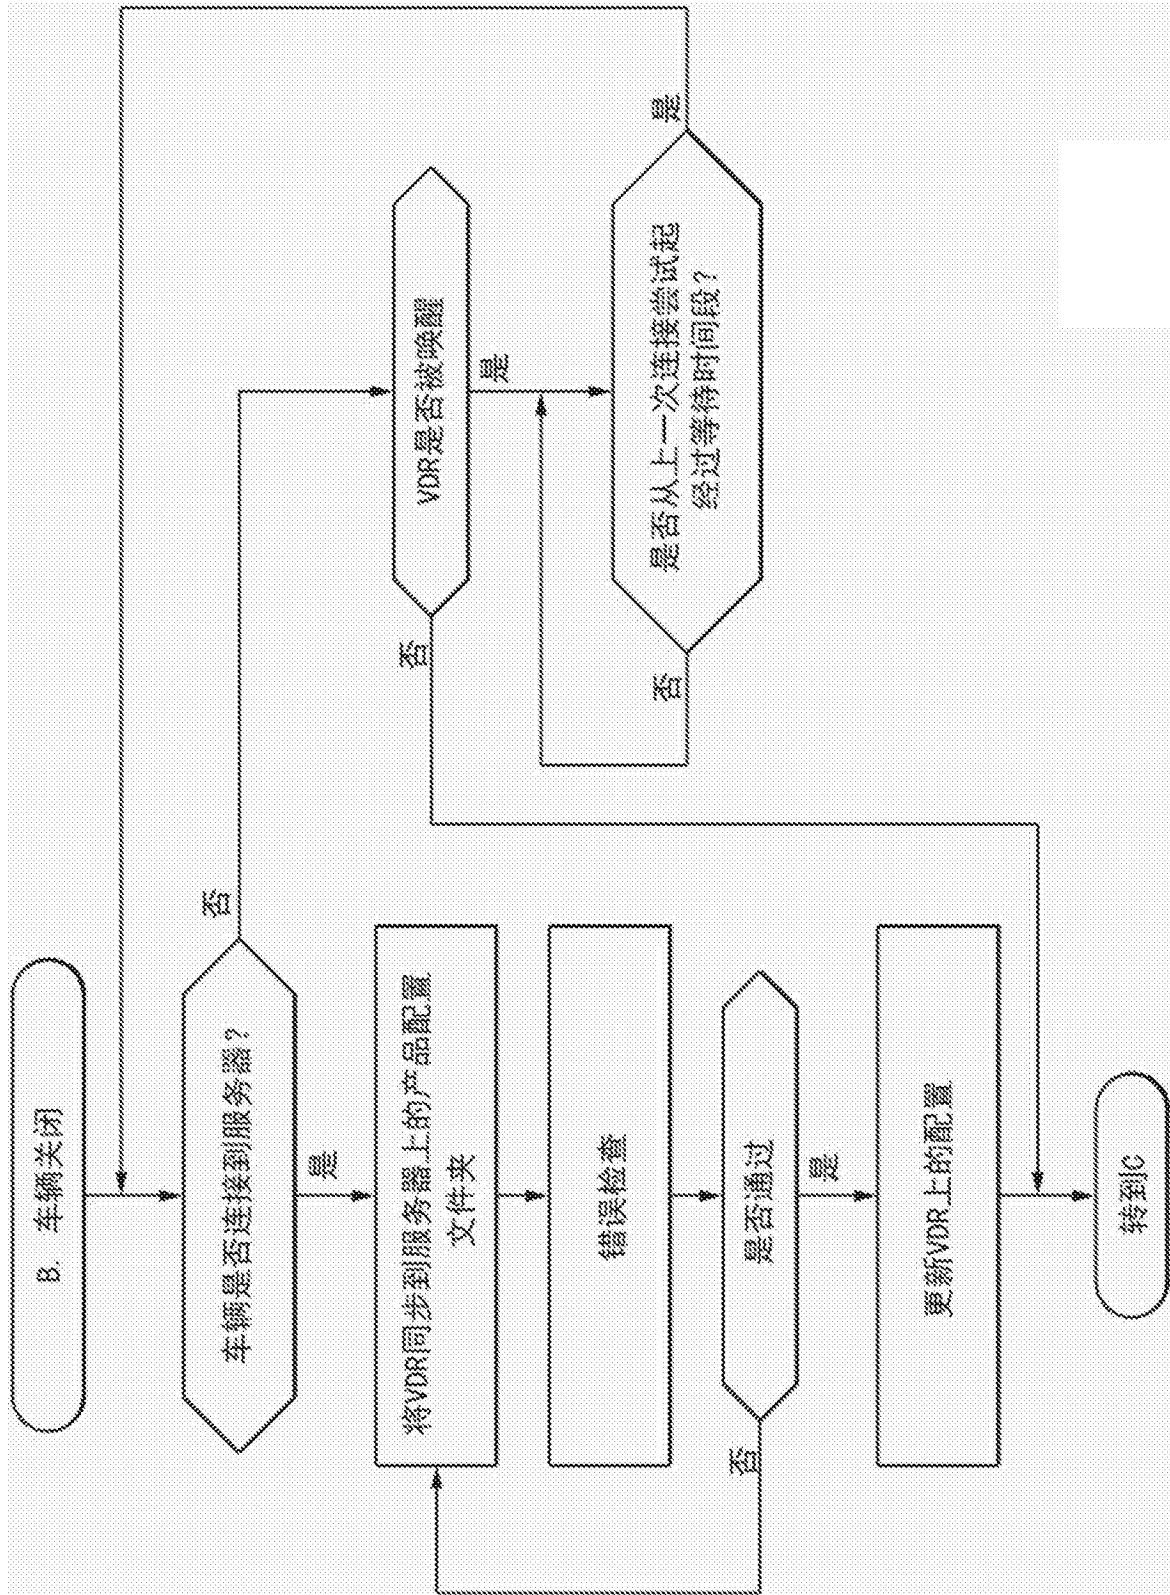 B. 车辆关闭
车辆是否连接到服务器?
否
是
将VDR同步到服务器上的产品配置
文件夹
错误检查
是否通过
否
是
更新VDR上的配置
转到C
VDR是否被唤醒
否
是
是否从上一次连接尝试起
经过等待时间段?
否
是